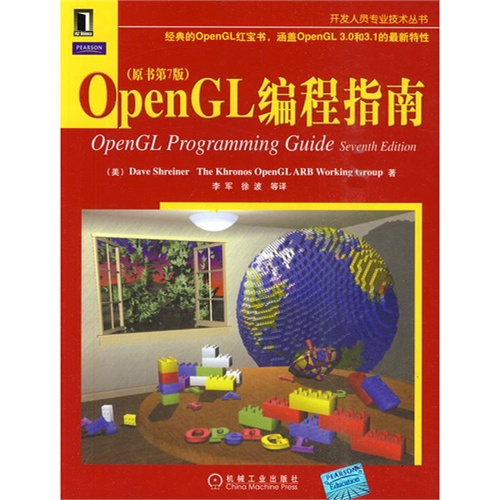 开发人员专业技术丛书
HZ Books
PEARSON
经典的OpenGL红宝书，涵盖OpenGL 3.0和3.1的最新特性
（原书第7版）
OpenGL编程指南
OpenGL Programming Guide Seventh Edition
（美）Dave Shreiner The Khronos OpenGL ARB Working Group 著
李军 徐波 等译
OPENGL
机械工业出版社
China Machine Press
PEARSON
Education